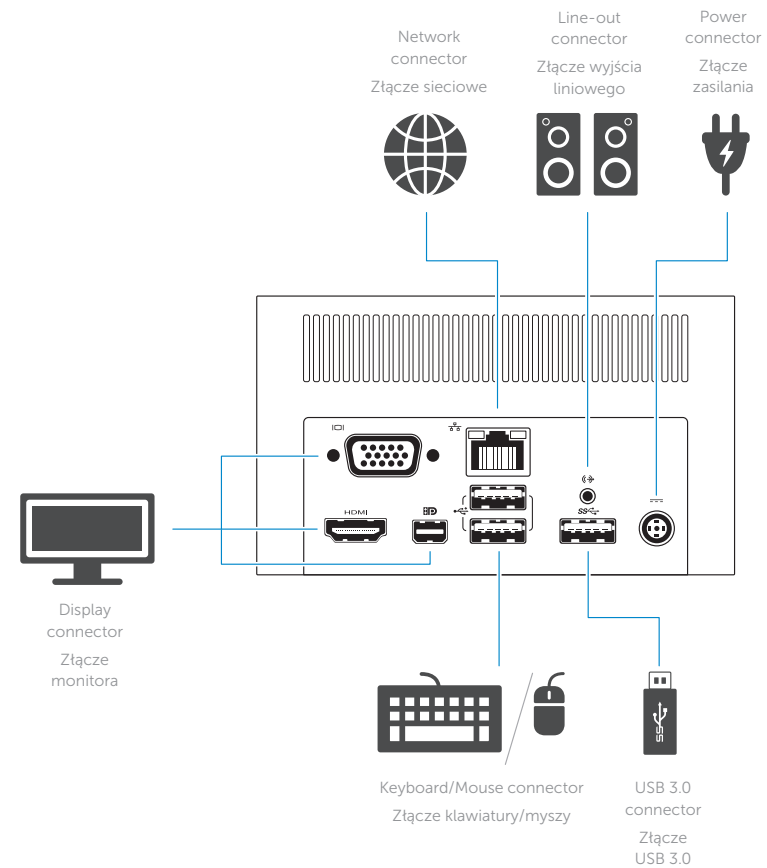 Network
connector
Złącze sieciowe
Line-out
connector
Złącze wyjścia
liniowego
Power
connector
Złącze
zasilania
HDMI
SS
Display
connector
Złącze
monitora
SS
Keyboard/Mouse connector
Złącze klawiatury/myszy
USB 3.0
connector
Złącze
USB 3.0